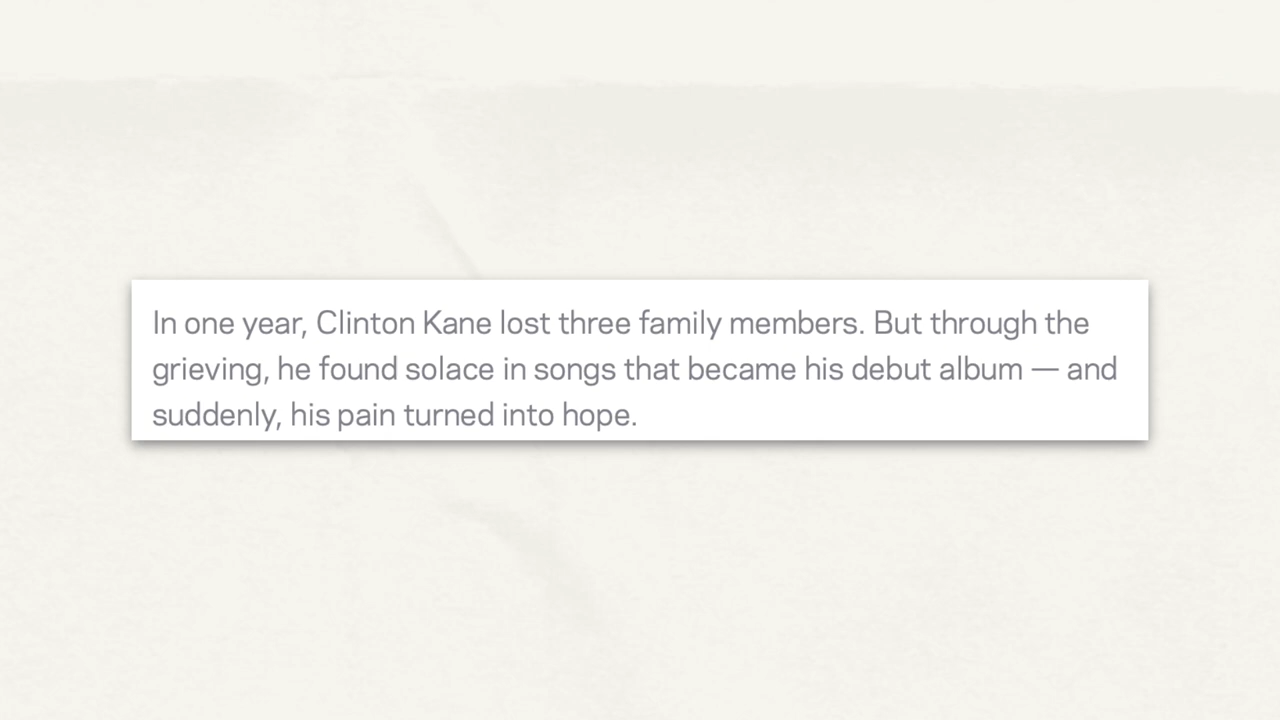 In one year, Clinton Kane lost three family members. But through the
grieving, he found solace in songs that became his debut album — and
suddenly, his pain turned into hope.